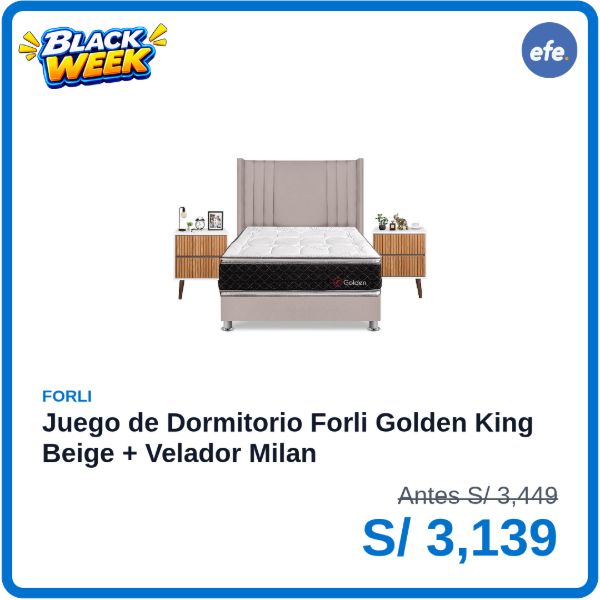 BLACK
WEEK
efe.
Golden
FORLI
Juego de Dormitorio Forli Golden King
Beige + Velador Milan
Antes S/ 3,449
S/ 3,139